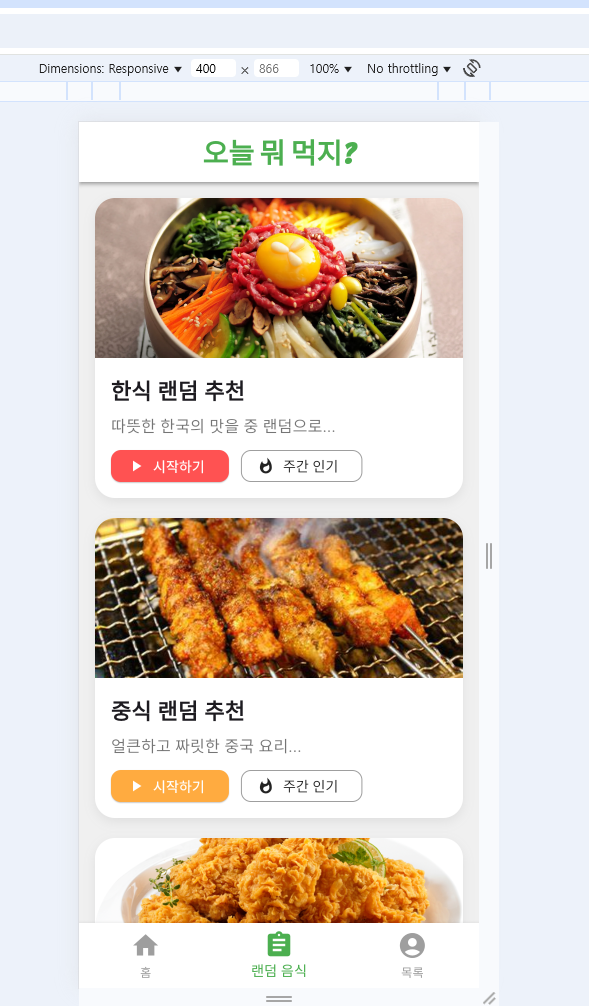 Dimensions: Responsive 400 × 866 100% No throttling
오늘 뭐 먹지?
한식 랜덤 추천
따뜻한 한국의 맛을 중 랜덤으로...
시작하기 주간 인기
중식 랜덤 추천
얼큰하고 짜릿한 중국 요리...
시작하기 주간 인기
홈 랜덤 음식 목록